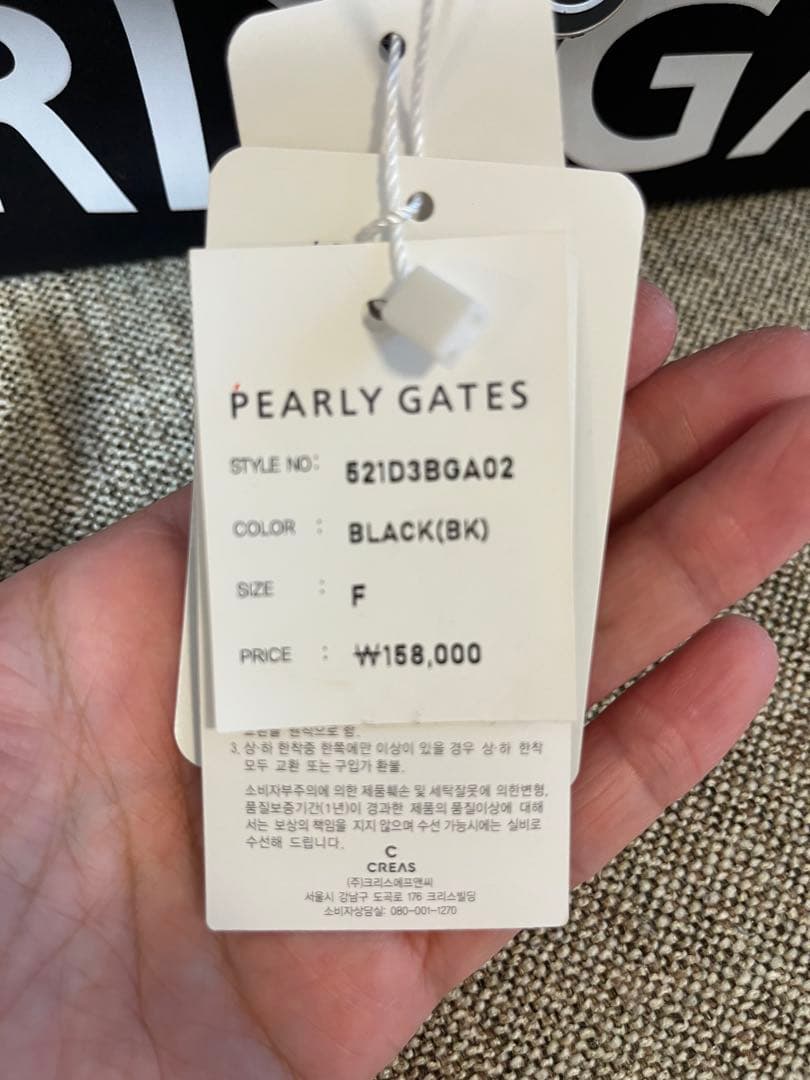 PEARLY GATES
STYLE NO: 521D3BGA02
COLOR : BLACK(BK)
SIZE : F
PRICE : ₩158,000
3. 상·하 한착중 한쪽에만 이상이 있을 경우 상·하 한착
모두 교환 또는 구입가 환불.
소비자부주의에 의한 제품훼손 및 세탁잘못에 의한변형,
품질보증기간(1년)이 경과한 제품의 품질이상에 대해
서는 보상의 책임을 지지 않으며 수선 가능시에는 실비로
수선해 드립니다.
C
CREAS
(주)크리스에프앤씨
서울시 강남구 도곡로 176 크리스빌딩
소비자상담실: 080-001-1270